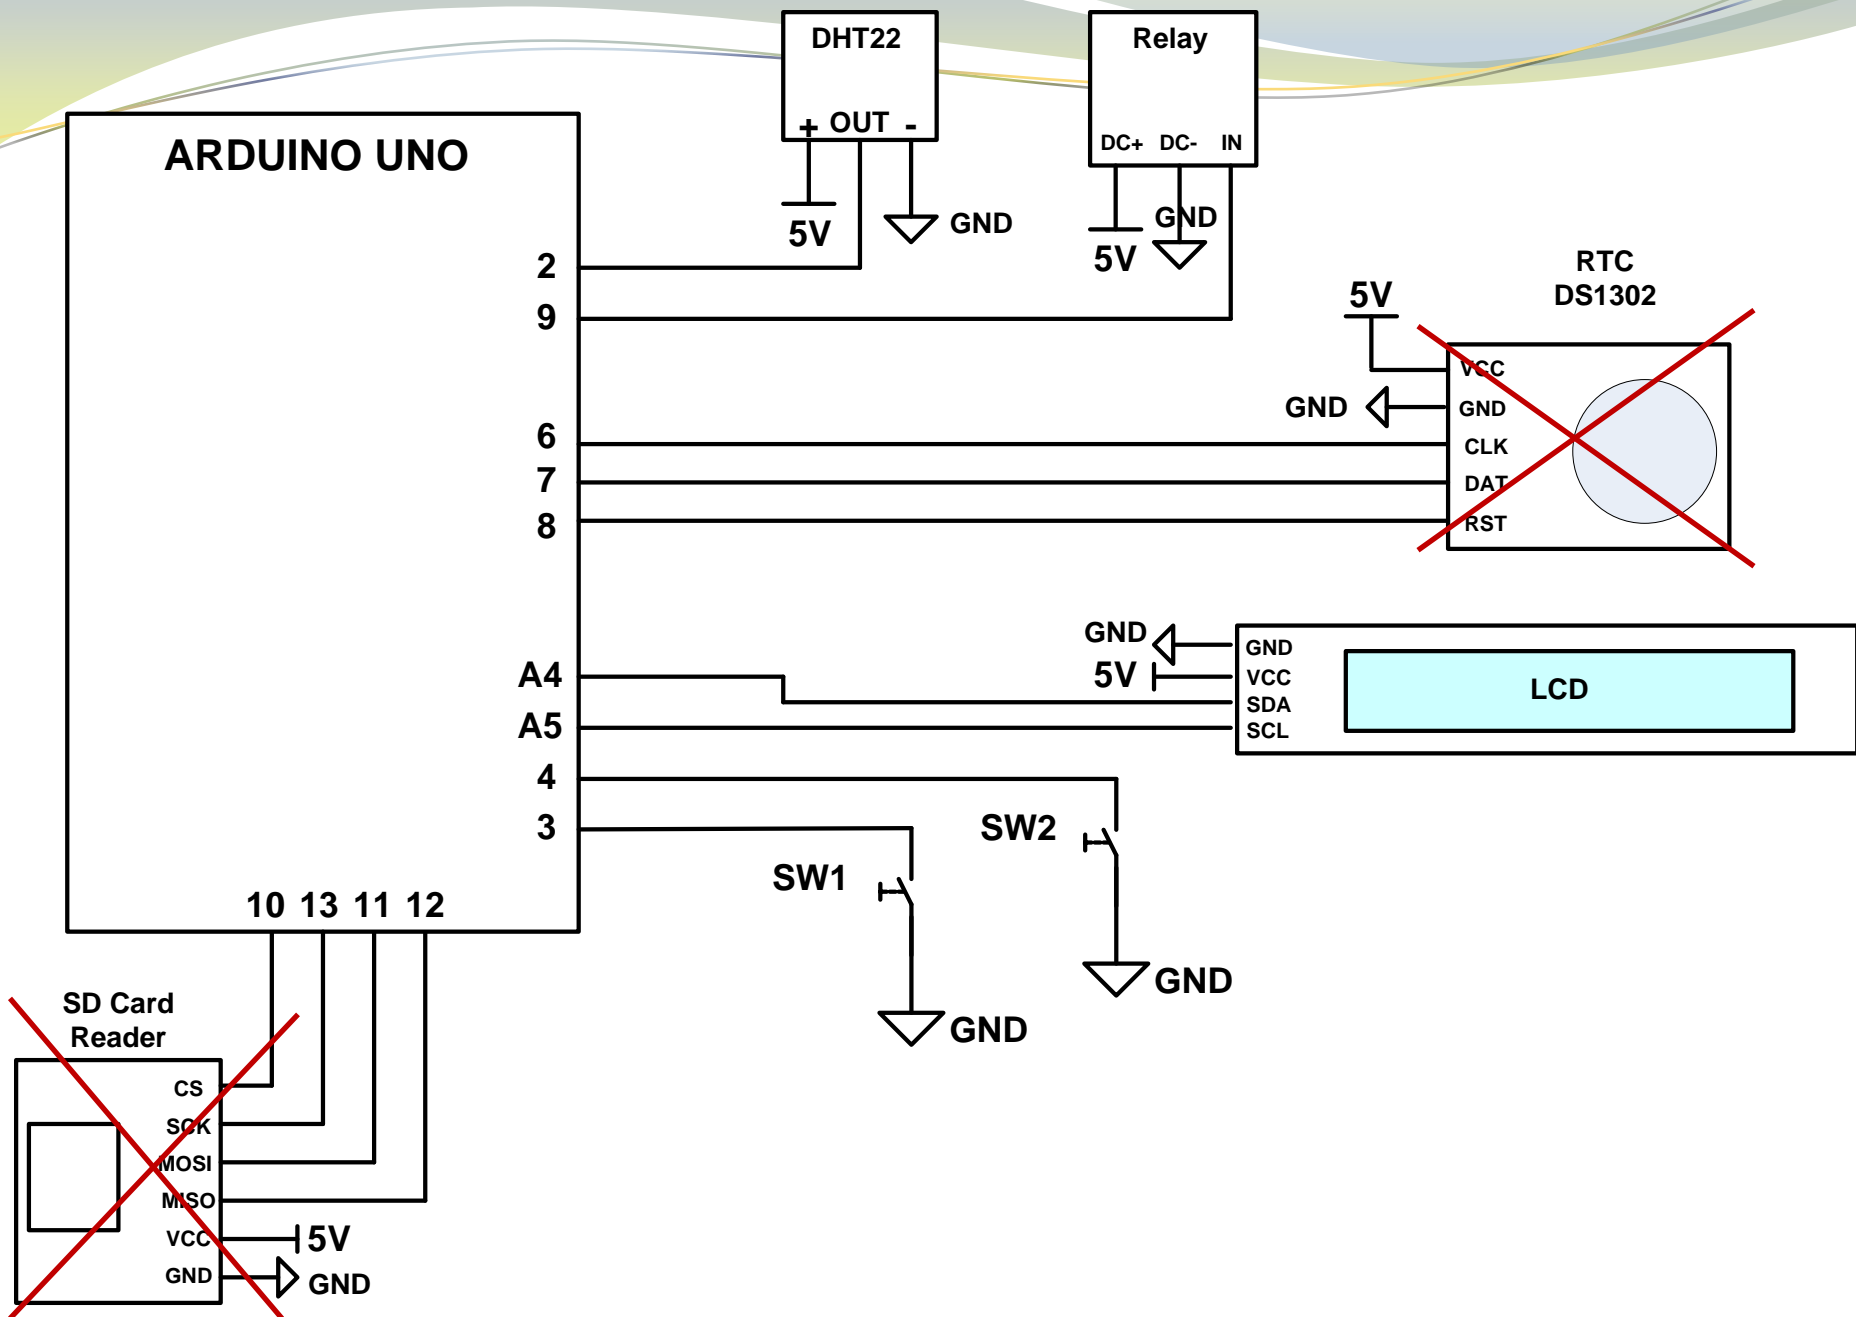 DHT22
+ OUT -
5V
GND
Relay
DC+ DC- IN
5V
GND
ARDUINO UNO
2
9
6
7
8
A4
A5
4
3
10 13 11 12
RTC
DS1302
5V
GND
VCC
GND
CLK
DAT
RST
GND
5V
GND
VCC
SDA
SCL
LCD
SW2
GND
SW1
GND
SD Card
Reader
CS
SCK
MOSI
MISO
VCC
GND
5V
GND